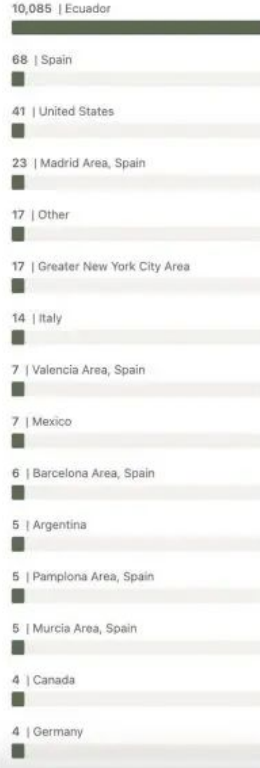 10,085 | Ecuador
68 | Spain
41 | United States
23 | Madrid Area, Spain
17 | Other
17 | Greater New York City Area
14 | Italy
7 | Valencia Area, Spain
7 | Mexico
6 | Barcelona Area, Spain
5 | Argentina
5 | Pamplona Area, Spain
5 | Murcia Area, Spain
4 | Canada
4 | Germany